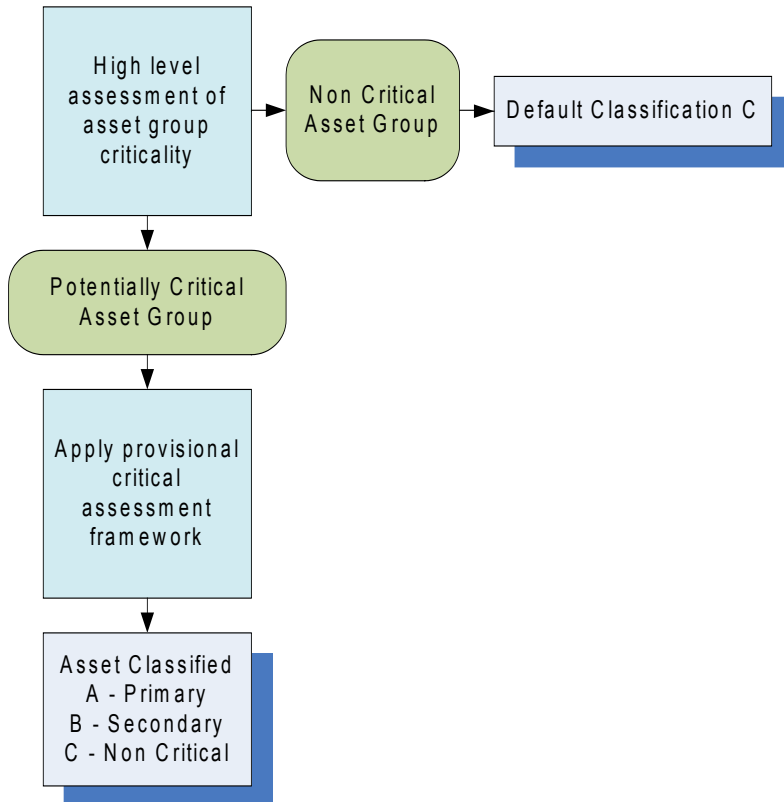 High level
assessment of
asset group
criticality
Non Critical
Asset Group
Default Classification C
Potentially Critical
Asset Group
Apply provisional
critical
assessment
framework
Asset Classified
A - Primary
B - Secondary
C - Non Critical